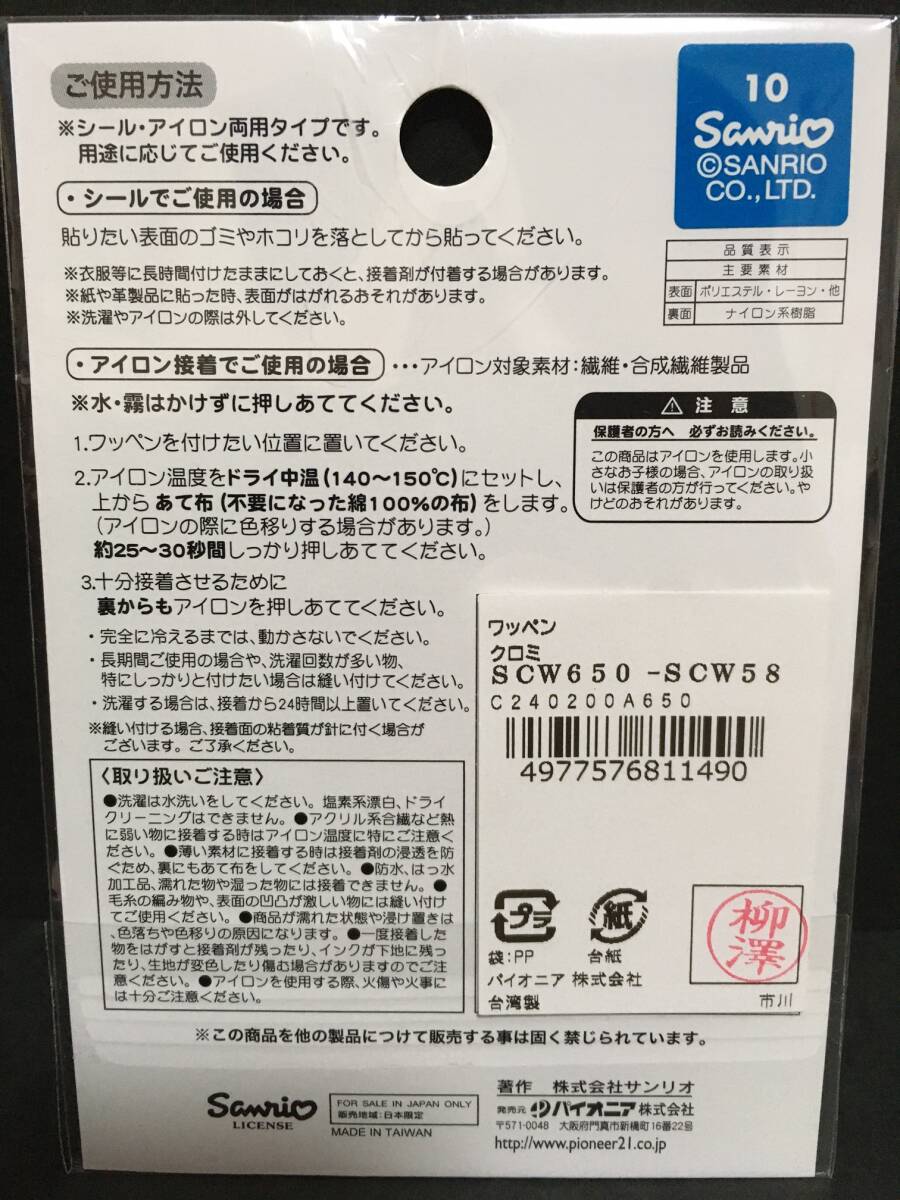 ご使用方法
※シール・アイロン両用タイプです。
用途に応じてご使用ください。
・シールでご使用の場合
貼りたい表面のゴミやホコリを落としてから貼ってください。
※衣服等に長時間付けたままにしておくと、接着剤が付着する場合があります。
※紙や革製品に貼った時、表面がはがれるおそれがあります。
※洗濯やアイロンの際は外してください。
10
Sanrio
©SANRIO
CO.,LTD.
品質表示
主要素材
表面 ポリエステル・レーヨン・他
裏面 ナイロン系樹脂
・アイロン接着でご使用の場合 ・・・アイロン対象素材：繊維・合成繊維製品
※水・霧はかけずに押しあててください。
1.ワッペンを付けたい位置に置いてください。
2.アイロン温度をドライ中温(140〜150℃)にセットし、
上から あて布 (不要になった綿100%の布) をします。
(アイロンの際に色移りする場合があります。)
約25〜30秒間しっかり押しあててください。
3.十分接着させるために
裏からもアイロンを押しあててください。
・完全に冷えるまでは、動かさないでください。
・長期間ご使用の場合や、洗濯回数が多い物、
特にしっかりと付けたい場合は縫い付けてください。
・洗濯する場合は、接着から24時間以上置いてください。
※縫い付ける場合、接着面の粘着質が針に付く場合が
ございます。ご了承ください。
⚠ 注意
保護者の方へ 必ずお読みください。
この商品はアイロンを使用します。小
さなお子様の場合、アイロンの取り扱
いは保護者の方が行ってください。や
けどのおそれがあります。
〈取り扱いご注意〉
●洗濯は水洗いをしてください。塩素系漂白、ドライ
クリーニングはできません。●アクリル系合繊など熱
に弱い物に接着する時はアイロン温度に特にご注意く
ださい。●薄い素材に接着する時は接着剤の浸透を防
ぐため、裏にもあて布をしてください。●防水、はっ水
加工品、濡れた物や湿った物には接着できません。●
毛糸の編み物や、表面の凹凸が激しい物には縫い付け
てご使用ください。●商品が濡れた状態や浸け置きは
、色落ちや色移りの原因になります。●一度接着した
物をはがすと接着剤が残ったり、インクが下地に残っ
たり、生地が変色したり傷む場合がありますのでご注
意ください。●アイロンを使用する際、火傷や火事に
は十分ご注意ください。
ワッペン
クロミ
SCW650-SCW58
C240200A650
4977576811490
プラ 紙
袋：PP 台紙
パイオニア 株式会社
台湾製
柳澤
市川
※この商品を他の製品につけて販売する事は固く禁じられています。
Sanrio
LICENSE
FOR SALE IN JAPAN ONLY
販売地域：日本限定
MADE IN TAIWAN
著作 株式会社サンリオ
発売元 パイオニア株式会社
〒571-0048 大阪府門真市新橋町16番22号
http://www.pioneer21.co.jp